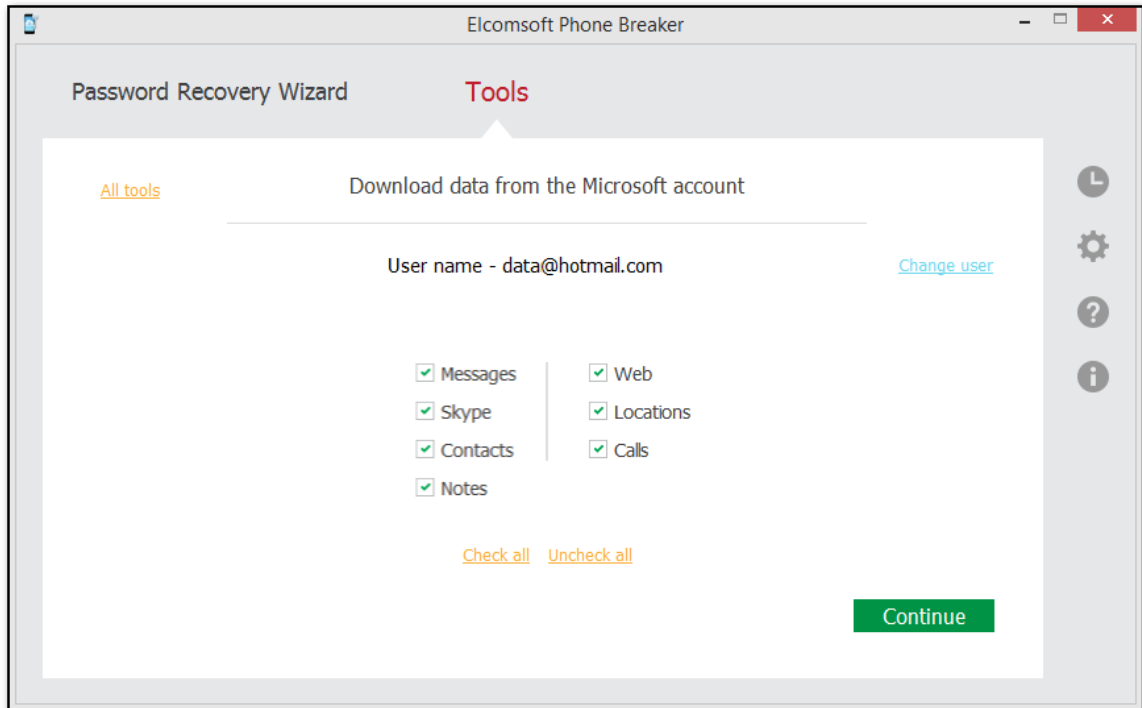 Elcomsoft Phone Breaker
Password Recovery Wizard Tools
All tools Download data from the Microsoft account
User name - data@hotmail.com Change user
Messages Web
Skype Locations
Contacts Calls
Notes
Check all Uncheck all
Continue